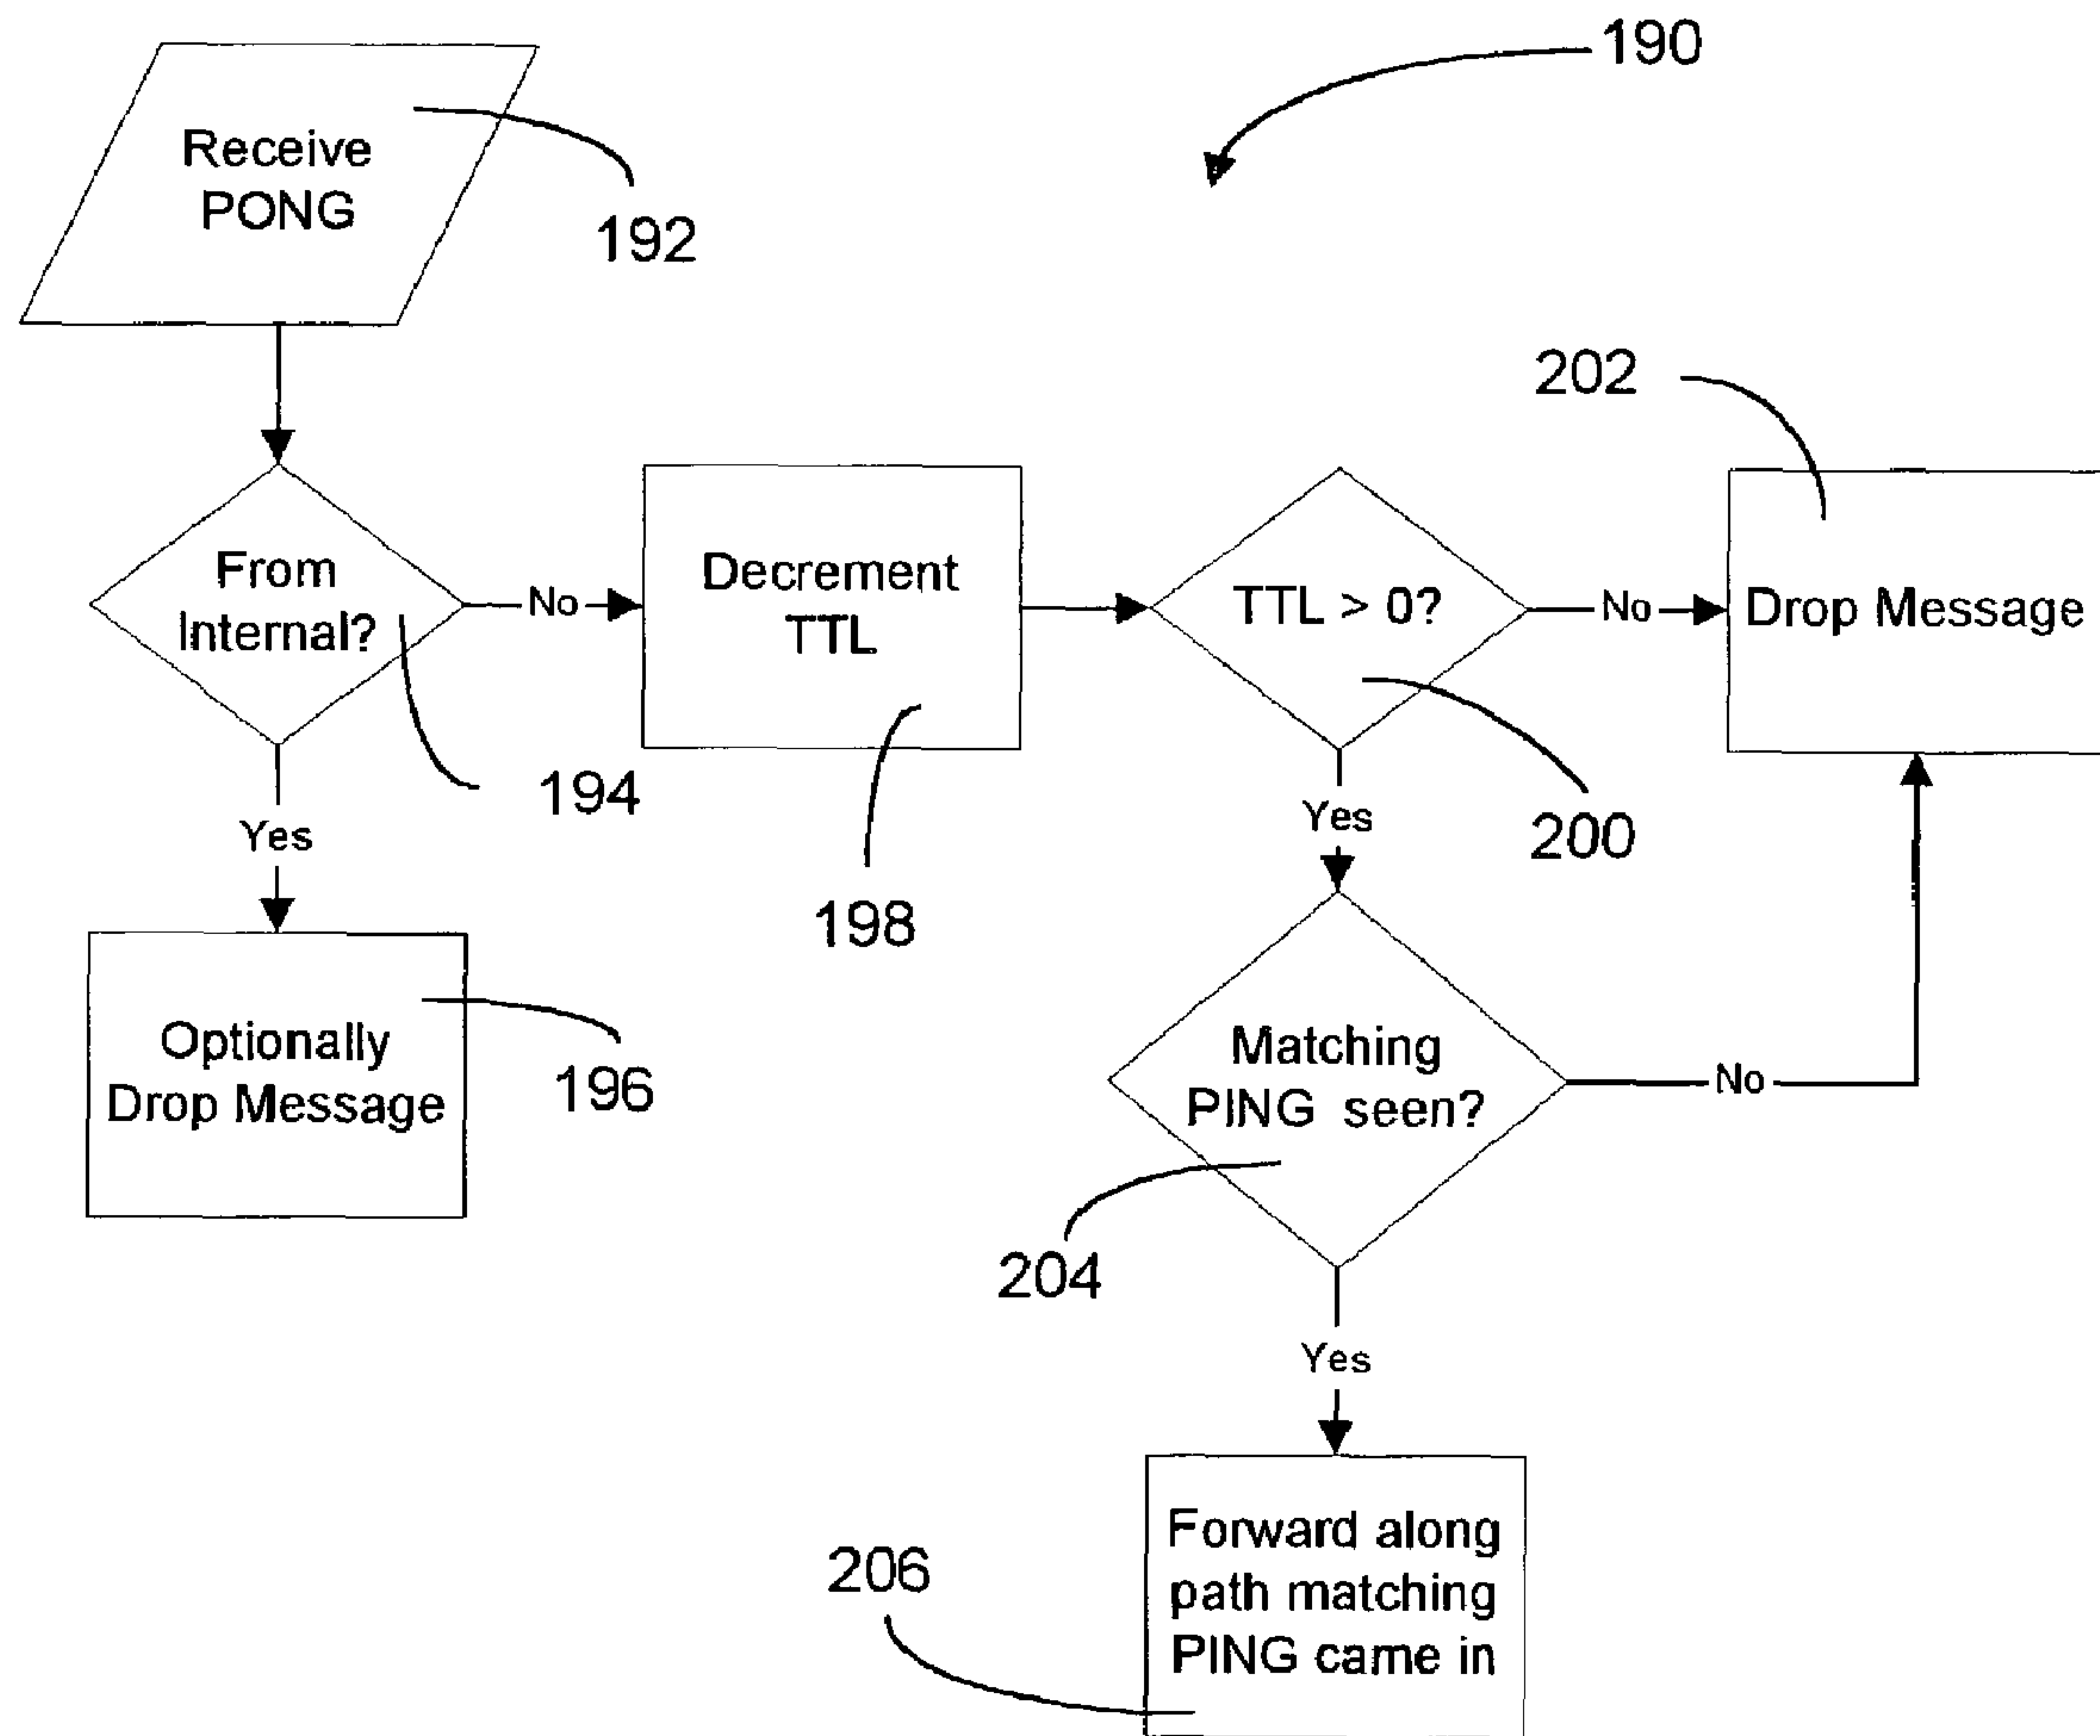 190
Receive
PONG
192
202
From
Internal?
No
Decrement
TTL
TTL > 0?
No
Drop Message
194
198
Yes
Yes
200
Optionally
Drop Message
196
Matching
PING seen?
No
204
Yes
206
Forward along
path matching
PING came in